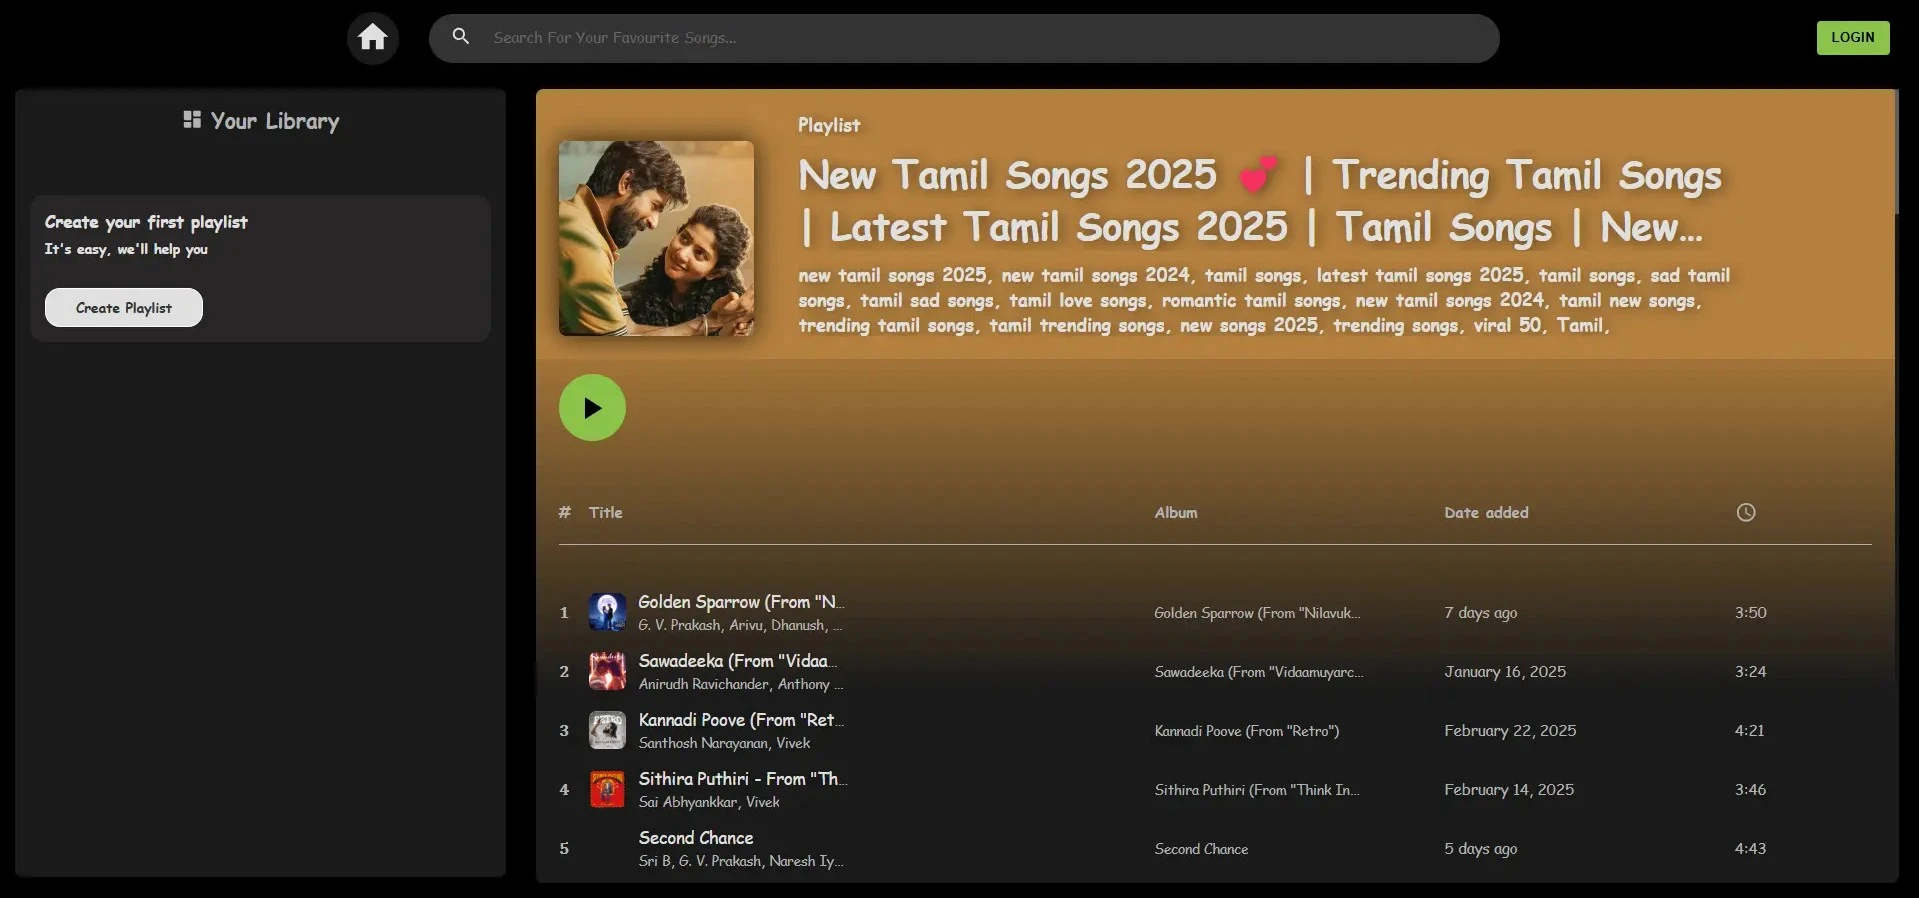 Search For Your Favourite Songs...
LOGIN
Your Library
Create your first playlist
It's easy, we'll help you
Create Playlist
Playlist
New Tamil Songs 2025 💕 | Trending Tamil Songs
| Latest Tamil Songs 2025 | Tamil Songs | New...
new tamil songs 2025, new tamil songs 2024, tamil songs, latest tamil songs 2025, tamil songs, sad tamil
songs, tamil sad songs, tamil love songs, romantic tamil songs, new tamil songs 2024, tamil new songs,
trending tamil songs, tamil trending songs, new songs 2025, trending songs, viral 50, Tamil,
# Title Album Date added
1 Golden Sparrow (From "N... Golden Sparrow (From "Nilavuk... 7 days ago 3:50
G. V. Prakash, Arivu, Dhanush, ...
2 Sawadeeka (From "Vidaa... Sawadeeka (From "Vidaamuyarc... January 16, 2025 3:24
Anirudh Ravichander, Anthony ...
3 Kannadi Poove (From "Ret... Kannadi Poove (From "Retro") February 22, 2025 4:21
Santhosh Narayanan, Vivek
4 Sithira Puthiri - From "Th... Sithira Puthiri (From "Think In... February 14, 2025 3:46
Sai Abhyankkar, Vivek
5 Second Chance Second Chance 5 days ago 4:43
Sri B, G. V. Prakash, Naresh Iy...